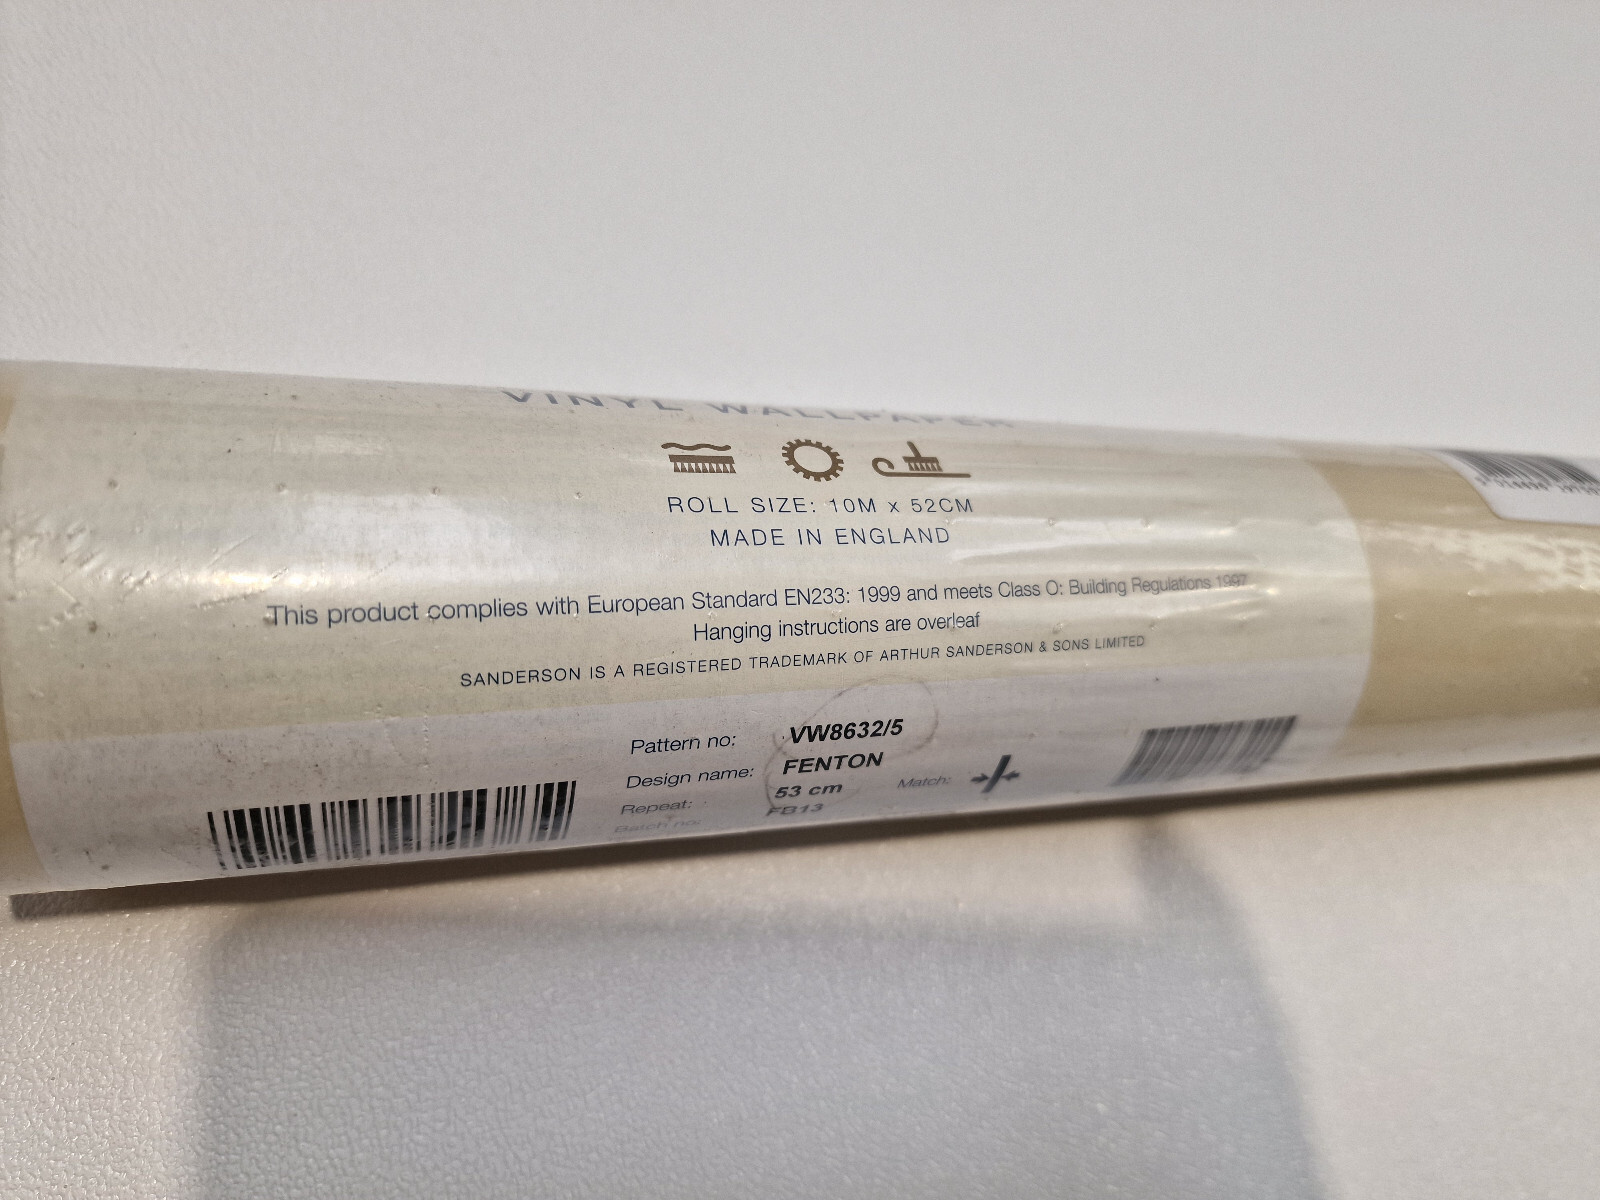 VINYL WALLPAPER
ROLL SIZE: 10M x 52CM
MADE IN ENGLAND
This product complies with European Standard EN233: 1999 and meets Class O: Building Regulations 1997
Hanging instructions are overleaf
SANDERSON IS A REGISTERED TRADEMARK OF ARTHUR SANDERSON & SONS LIMITED
Pattern no: VW8632/5
Design name: FENTON
Repeat: 53 cm Match:
Batch no: FB13